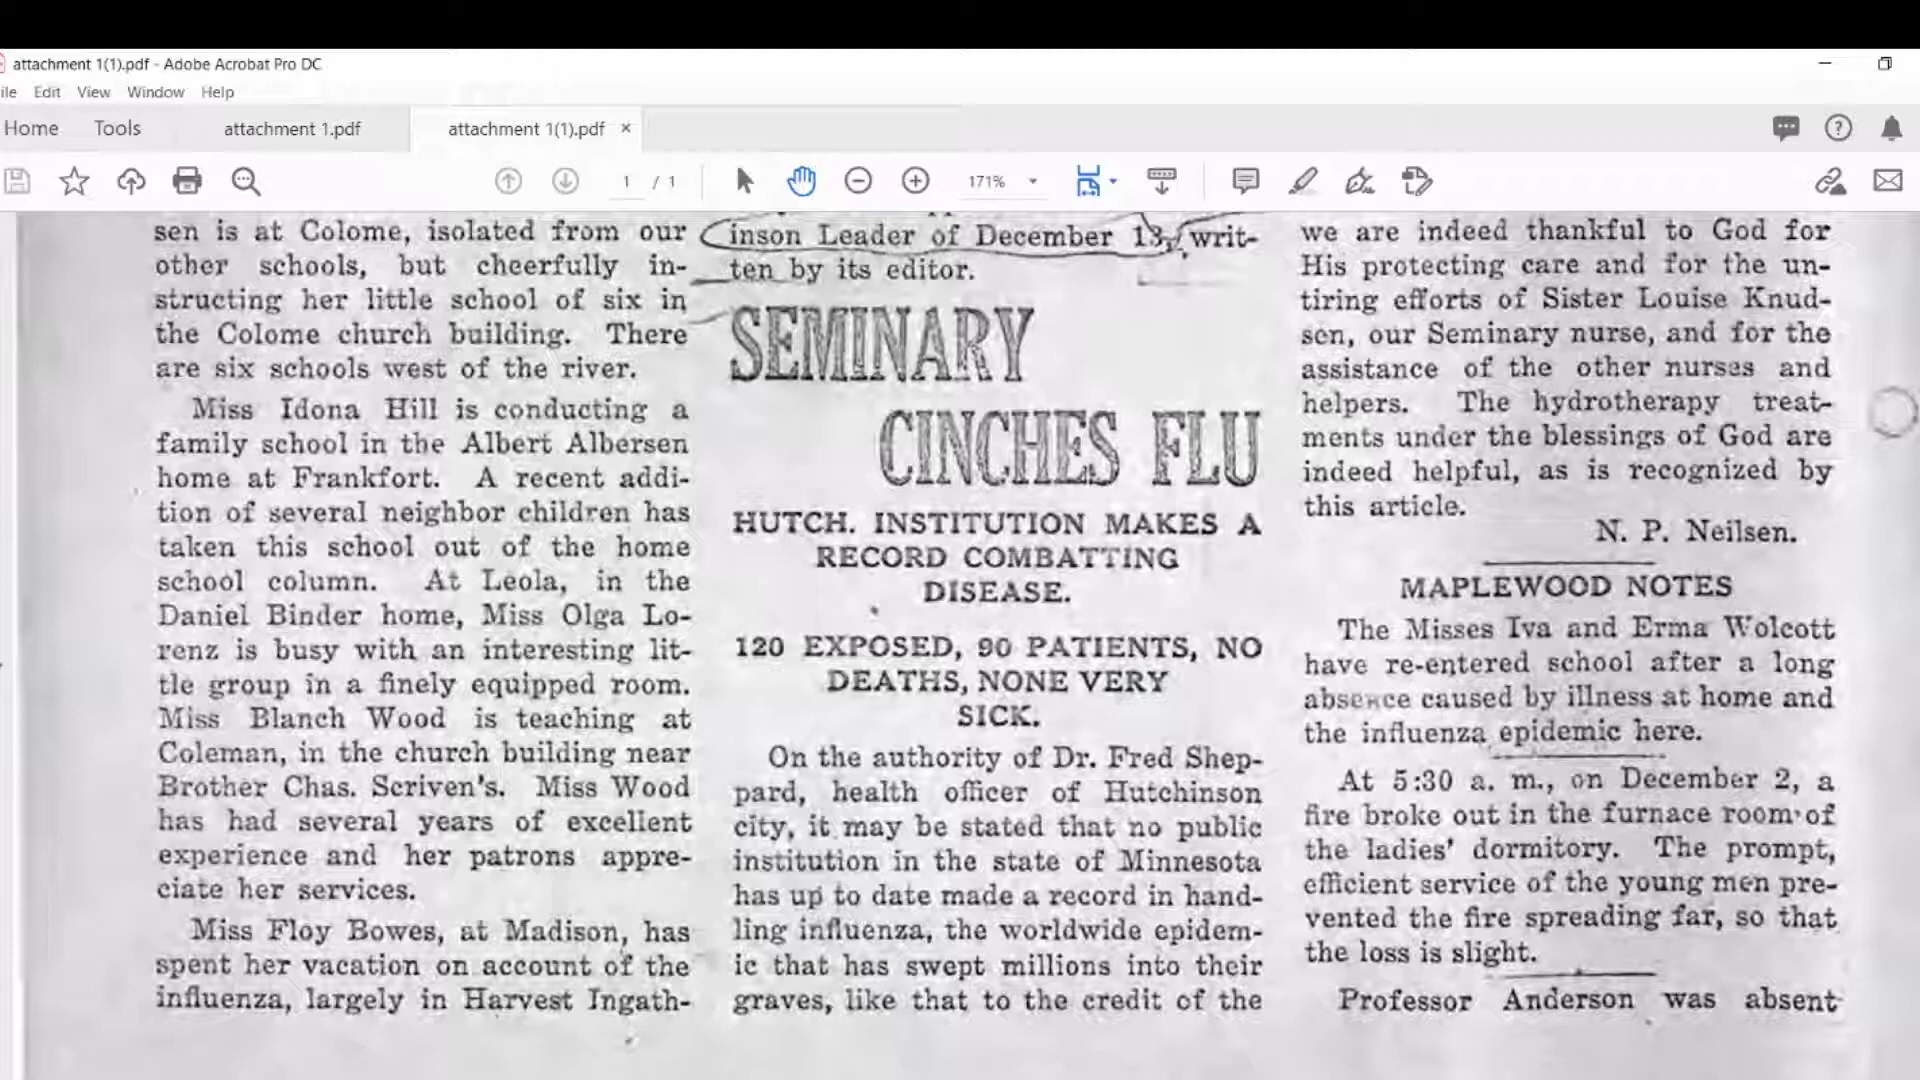 attachment 1(1).pdf - Adobe Acrobat Pro DC
ile Edit View Window Help
Home Tools attachment 1.pdf attachment 1(1).pdf ×
1 / 1 171%
sen is at Colome, isolated from our
other schools, but cheerfully in-
structing her little school of six in
the Colome church building. There
are six schools west of the river.
Miss Idona Hill is conducting a
family school in the Albert Albersen
home at Frankfort. A recent addi-
tion of several neighbor children has
taken this school out of the home
school column. At Leola, in the
Daniel Binder home, Miss Olga Lo-
renz is busy with an interesting lit-
tle group in a finely equipped room.
Miss Blanch Wood is teaching at
Coleman, in the church building near
Brother Chas. Scriven's. Miss Wood
has had several years of excellent
experience and her patrons appre-
ciate her services.
Miss Floy Bowes, at Madison, has
spent her vacation on account of the
influenza, largely in Harvest Ingath-
inson Leader of December 13, writ-
ten by its editor.
SEMINARY
CINCHES FLU
HUTCH. INSTITUTION MAKES A
RECORD COMBATTING
DISEASE.
120 EXPOSED, 90 PATIENTS, NO
DEATHS, NONE VERY
SICK.
On the authority of Dr. Fred Shep-
pard, health officer of Hutchinson
city, it may be stated that no public
institution in the state of Minnesota
has up to date made a record in hand-
ling influenza, the worldwide epidem-
ic that has swept millions into their
graves, like that to the credit of the
we are indeed thankful to God for
His protecting care and for the un-
tiring efforts of Sister Louise Knud-
sen, our Seminary nurse, and for the
assistance of the other nurses and
helpers. The hydrotherapy treat-
ments under the blessings of God are
indeed helpful, as is recognized by
this article.
N. P. Neilsen.
MAPLEWOOD NOTES
The Misses Iva and Erma Wolcott
have re-entered school after a long
absence caused by illness at home and
the influenza epidemic here.
At 5:30 a. m., on December 2, a
fire broke out in the furnace room of
the ladies' dormitory. The prompt,
efficient service of the young men pre-
vented the fire spreading far, so that
the loss is slight.
Professor Anderson was absent